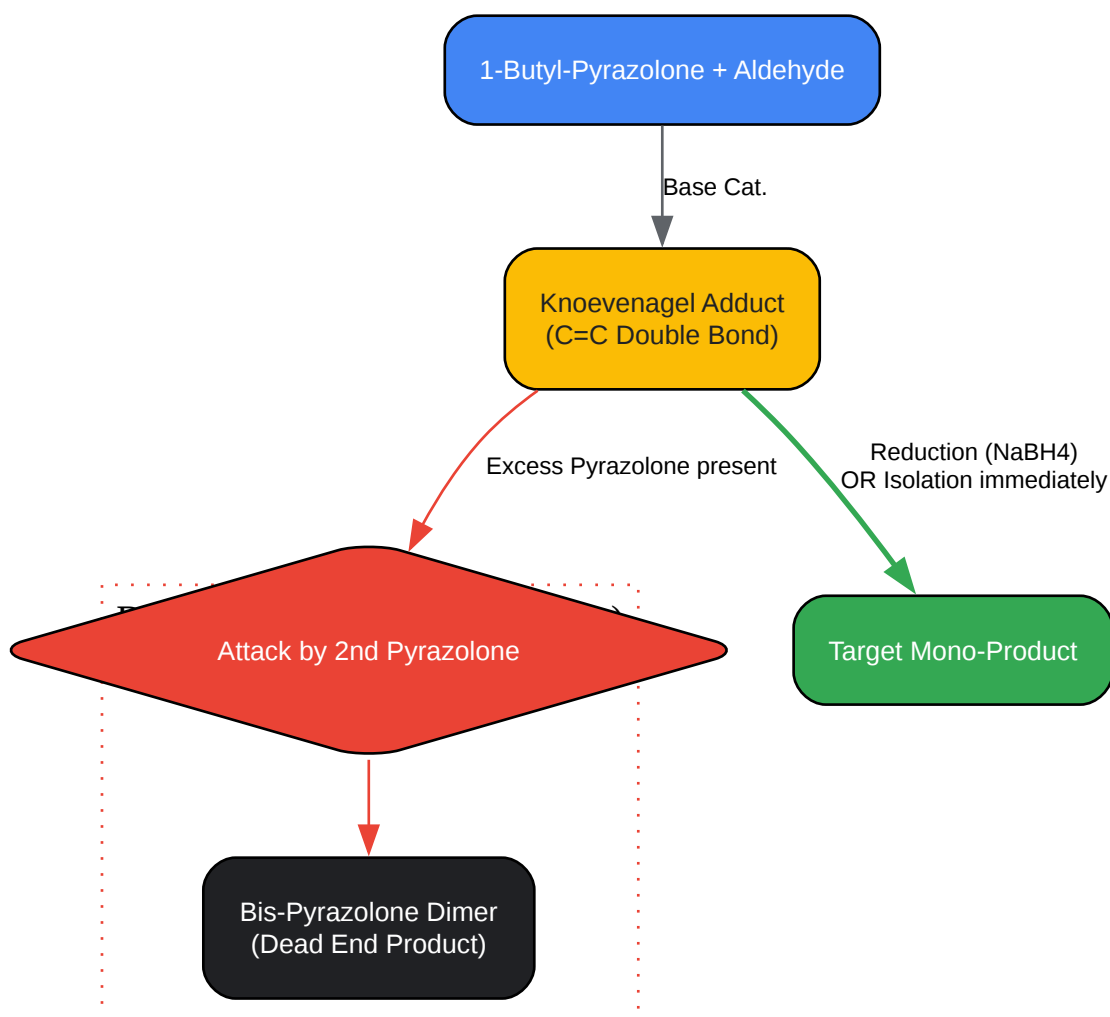 1-Butyl-Pyrazolone + Aldehyde
Base Cat.
Knoevenagel Adduct
(C=C Double Bond)
Excess Pyrazolone present
Reduction (NaBH4)
OR Isolation immediately
Attack by 2nd Pyrazolone
Target Mono-Product
Bis-Pyrazolone Dimer
(Dead End Product)